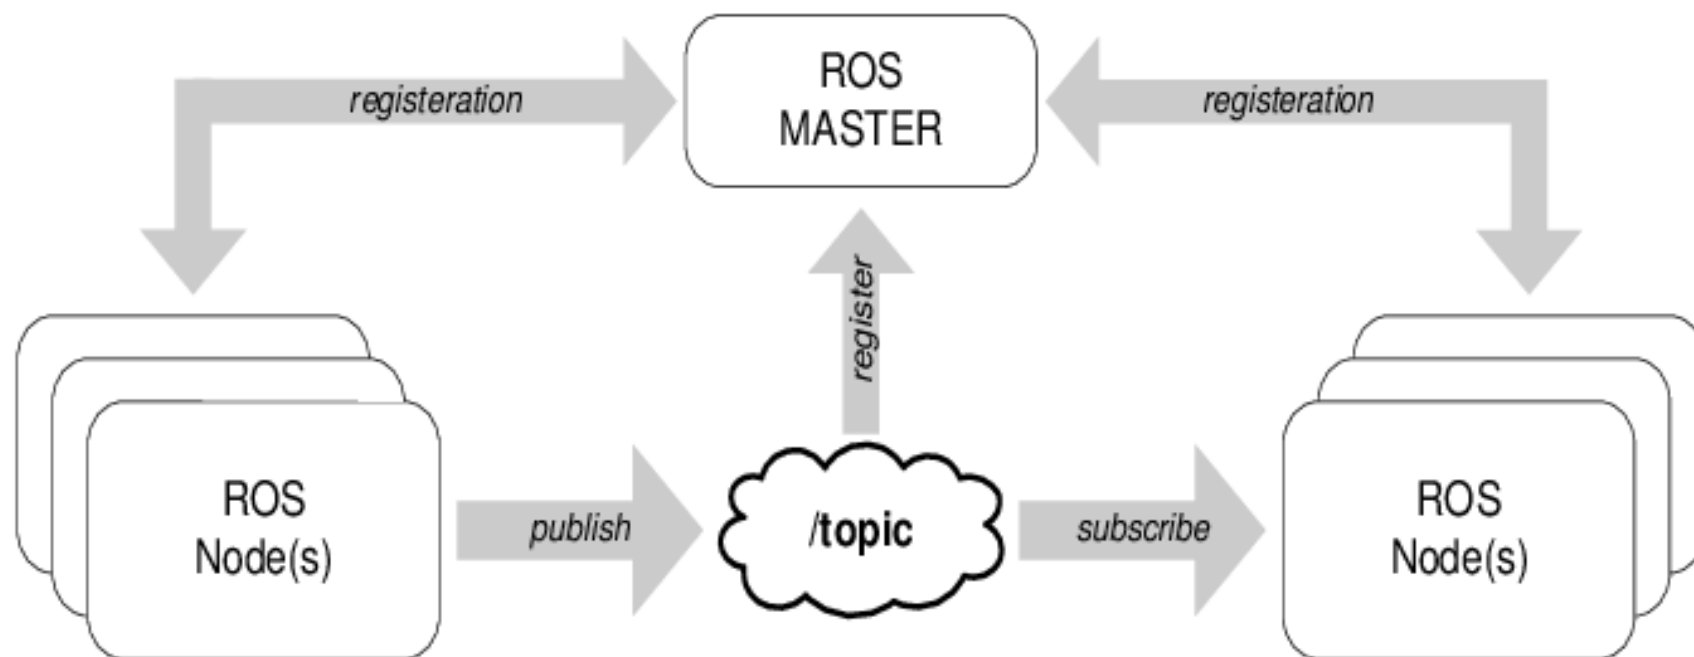 ROS
MASTER
registeration
registeration
register
ROS
Node(s)
publish
/topic
subscribe
ROS
Node(s)